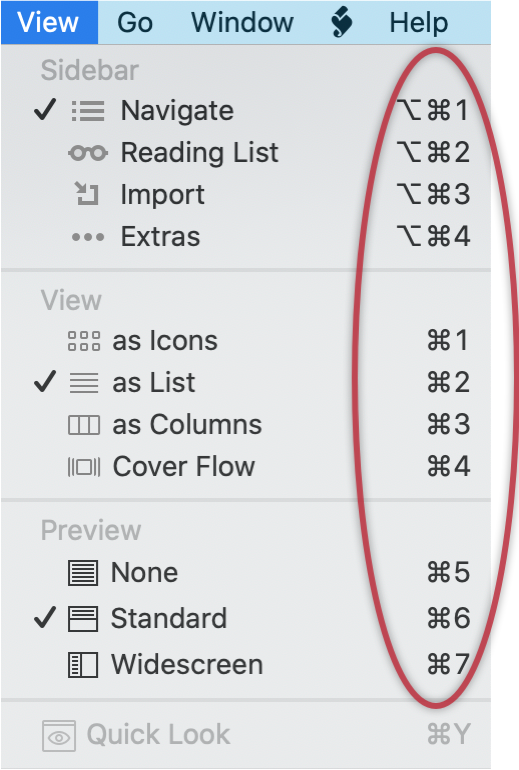 View Go Window Help
Sidebar
✓ Navigate ⌥⌘1
Reading List ⌥⌘2
Import ⌥⌘3
Extras ⌥⌘4
View
as Icons ⌘1
✓ as List ⌘2
as Columns ⌘3
Cover Flow ⌘4
Preview
None ⌘5
✓ Standard ⌘6
Widescreen ⌘7
Quick Look ⌘Y